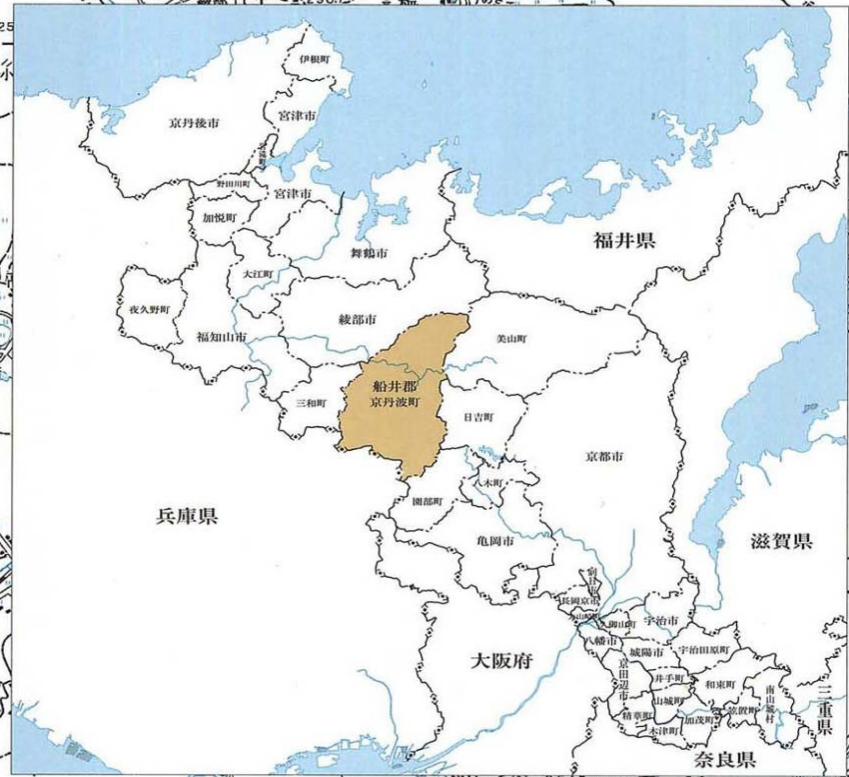 伊根町
京丹後市
宮津市
野田川町
宮津市
加悦町
舞鶴市
福井県
大江町
夜久野町
綾部市
福知山市
美山町
船井郡
京丹波町
三和町
日吉町
京都市
八木町
園部町
兵庫県
亀岡市
滋賀県
向日市
長岡京市
大山崎町
久御山町
宇治市
八幡市
城陽市
宇治田原町
大阪府
京田辺市
井手町
和束町
南山城村
三重県
山城町
精華町
加茂町
笠置町
木津町
奈良県